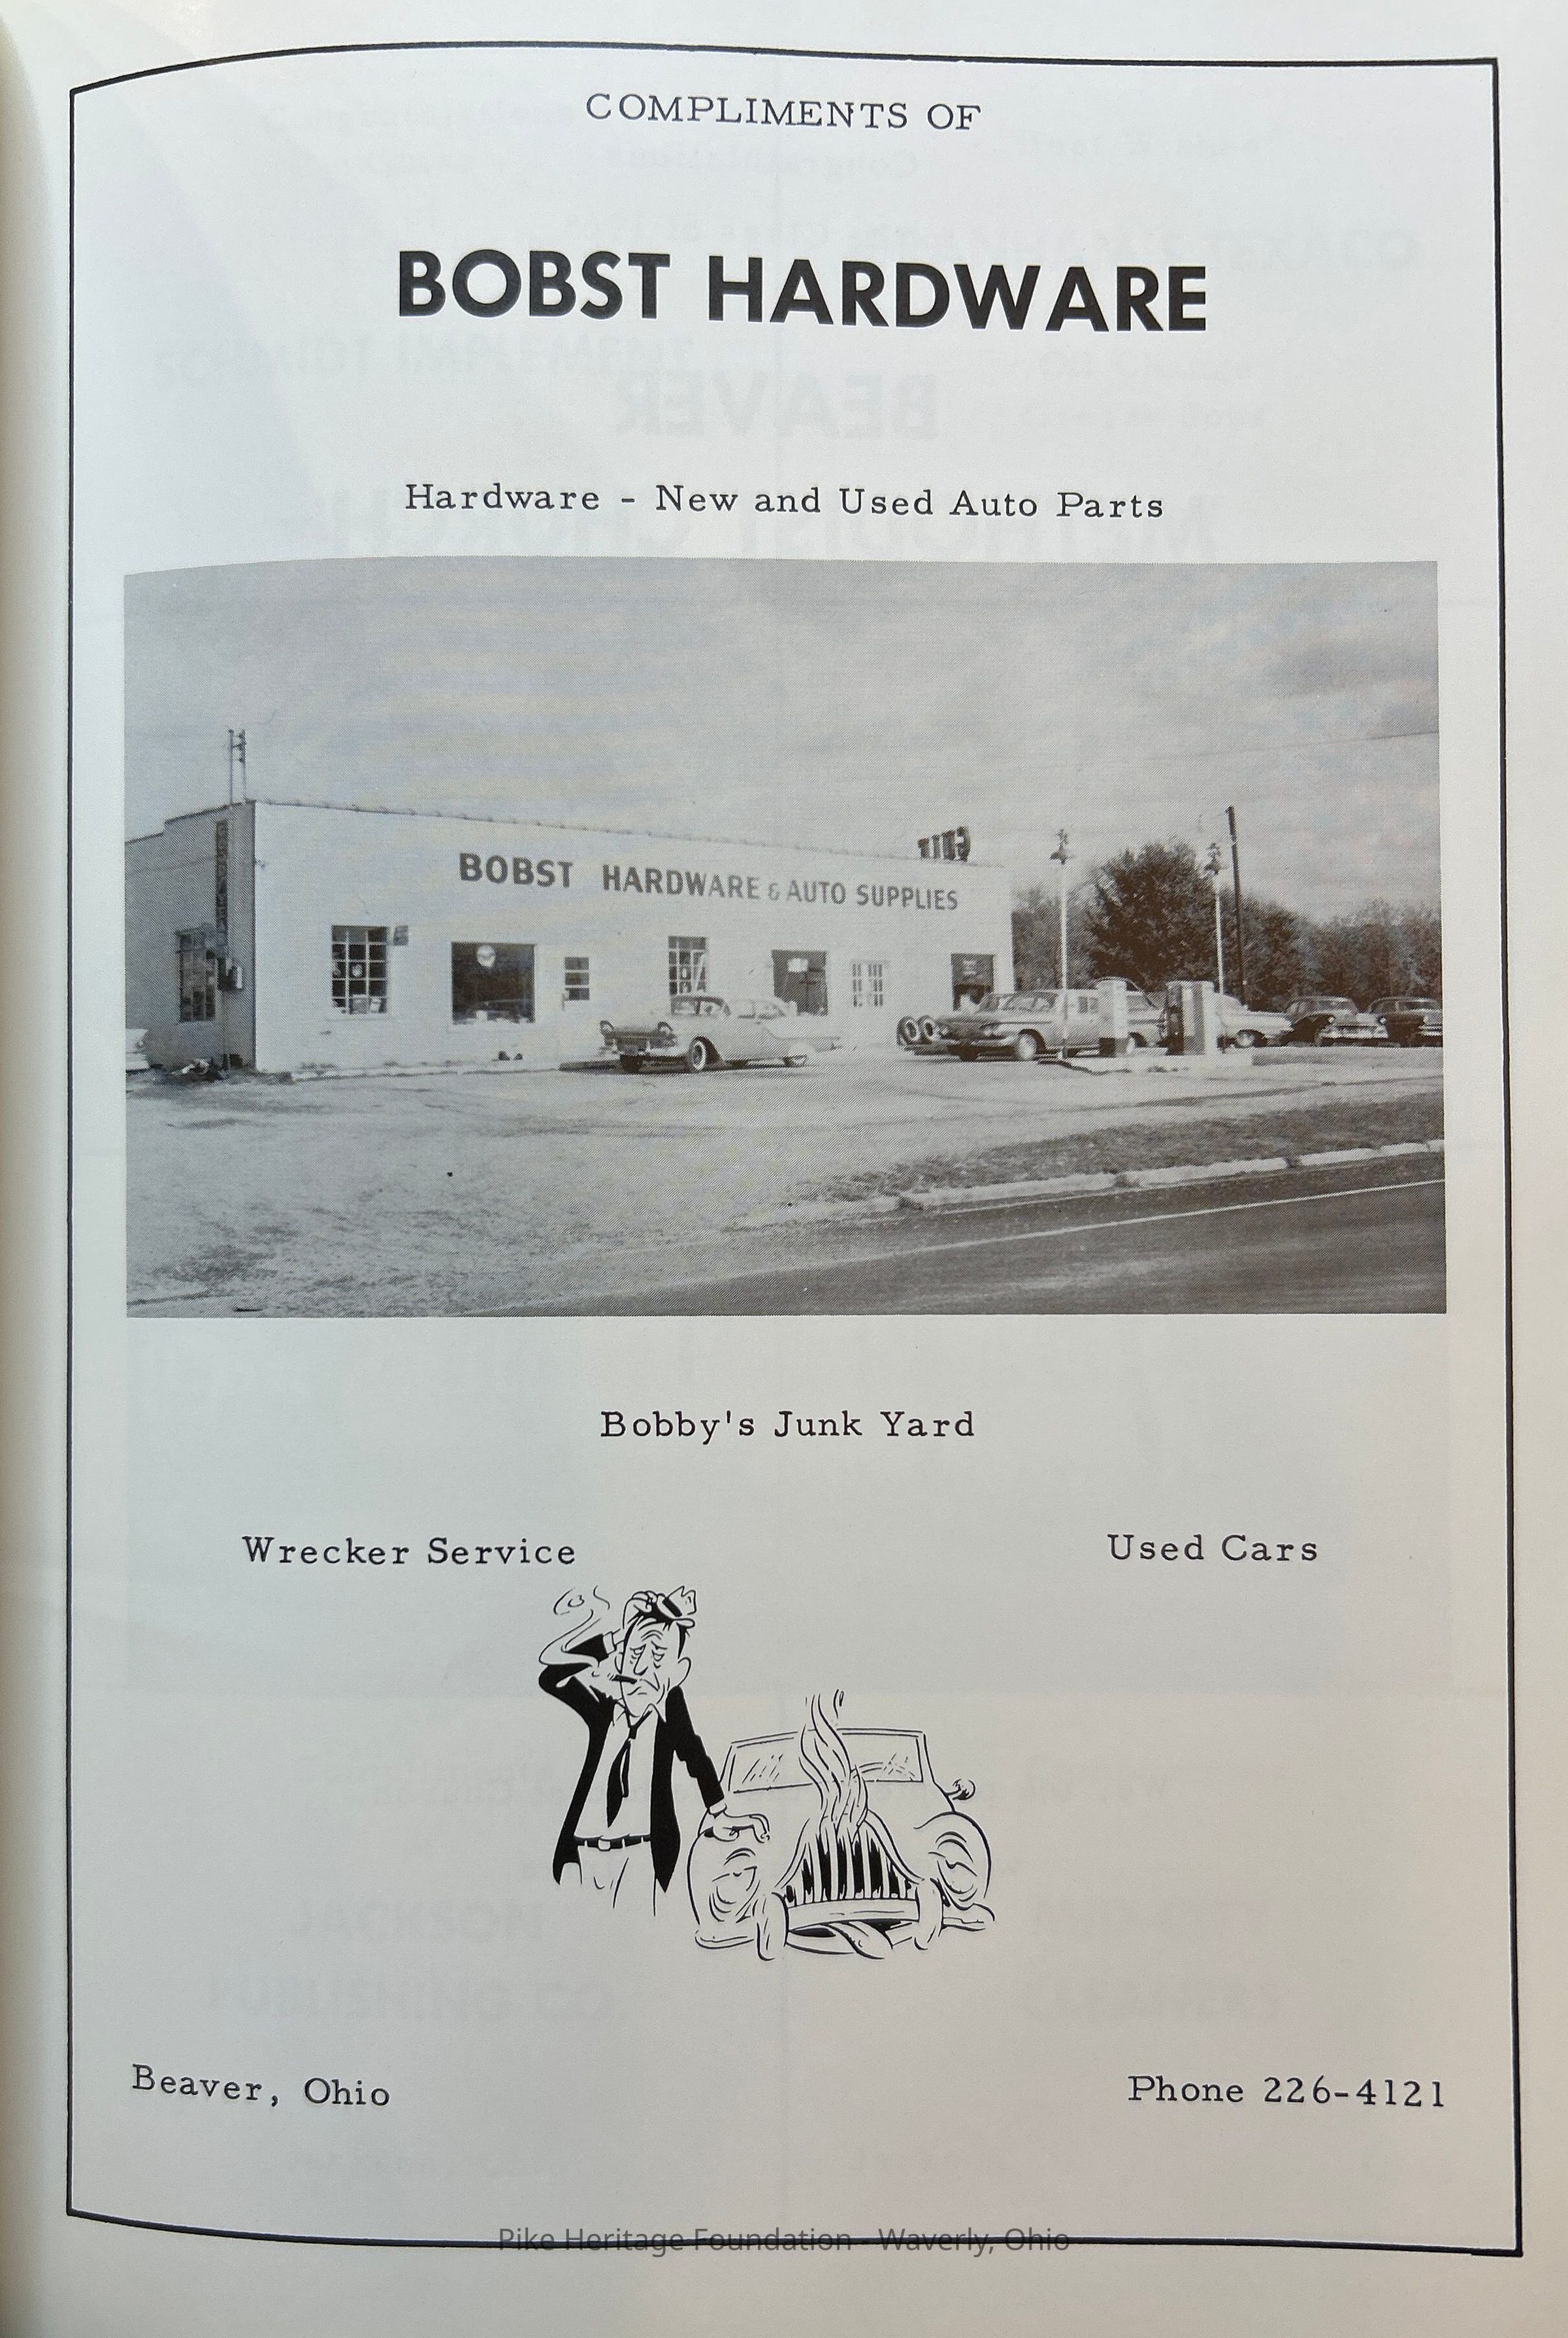 COMPLIMENTS OF
BOBST HARDWARE
Hardware - New and Used Auto Parts
BOBST HARDWARE & AUTO SUPPLIES
Bobby's Junk Yard
Wrecker Service
Used Cars
Beaver, Ohio
Phone 226-4121
Pike Heritage Foundation - Waverly, Ohio